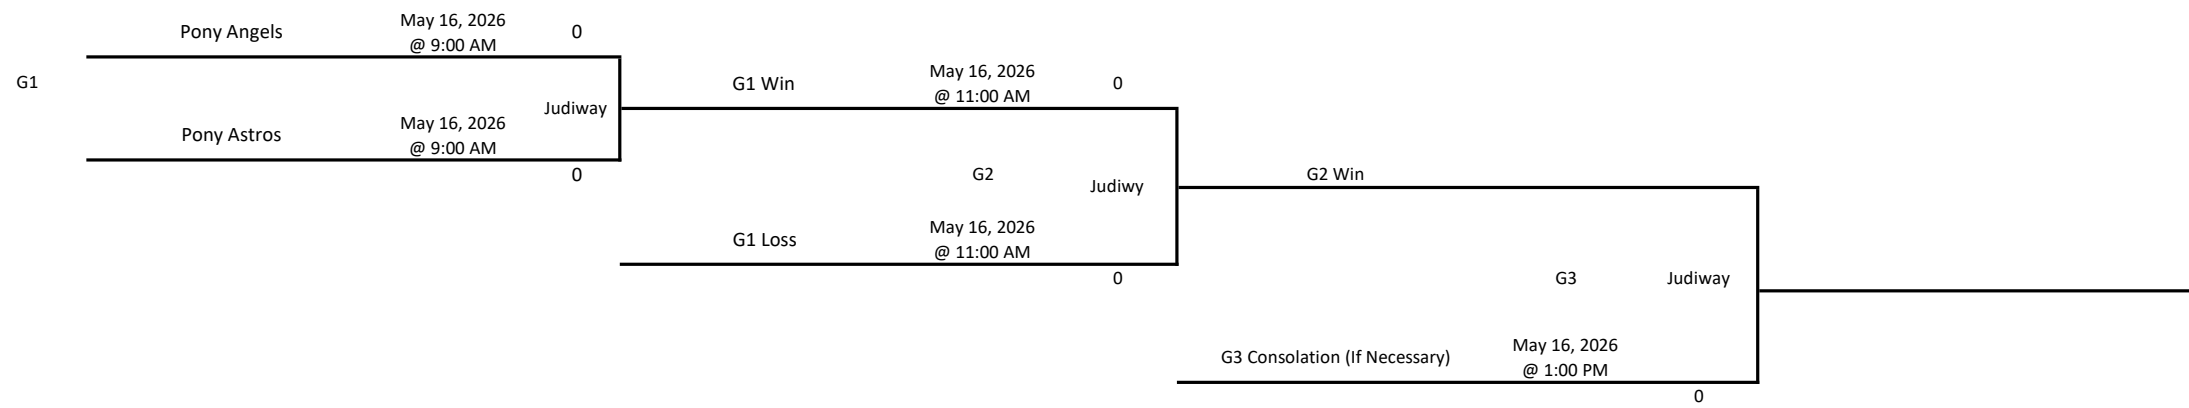 Pony Angels
May 16, 2026
@ 9:00 AM
0
G1
Judiway
Pony Astros
May 16, 2026
@ 9:00 AM
0
G1 Win
May 16, 2026
@ 11:00 AM
0
G2
Judiwy
G1 Loss
May 16, 2026
@ 11:00 AM
0
G2 Win
G3
Judiway
G3 Consolation (If Necessary)
May 16, 2026
@ 1:00 PM
0